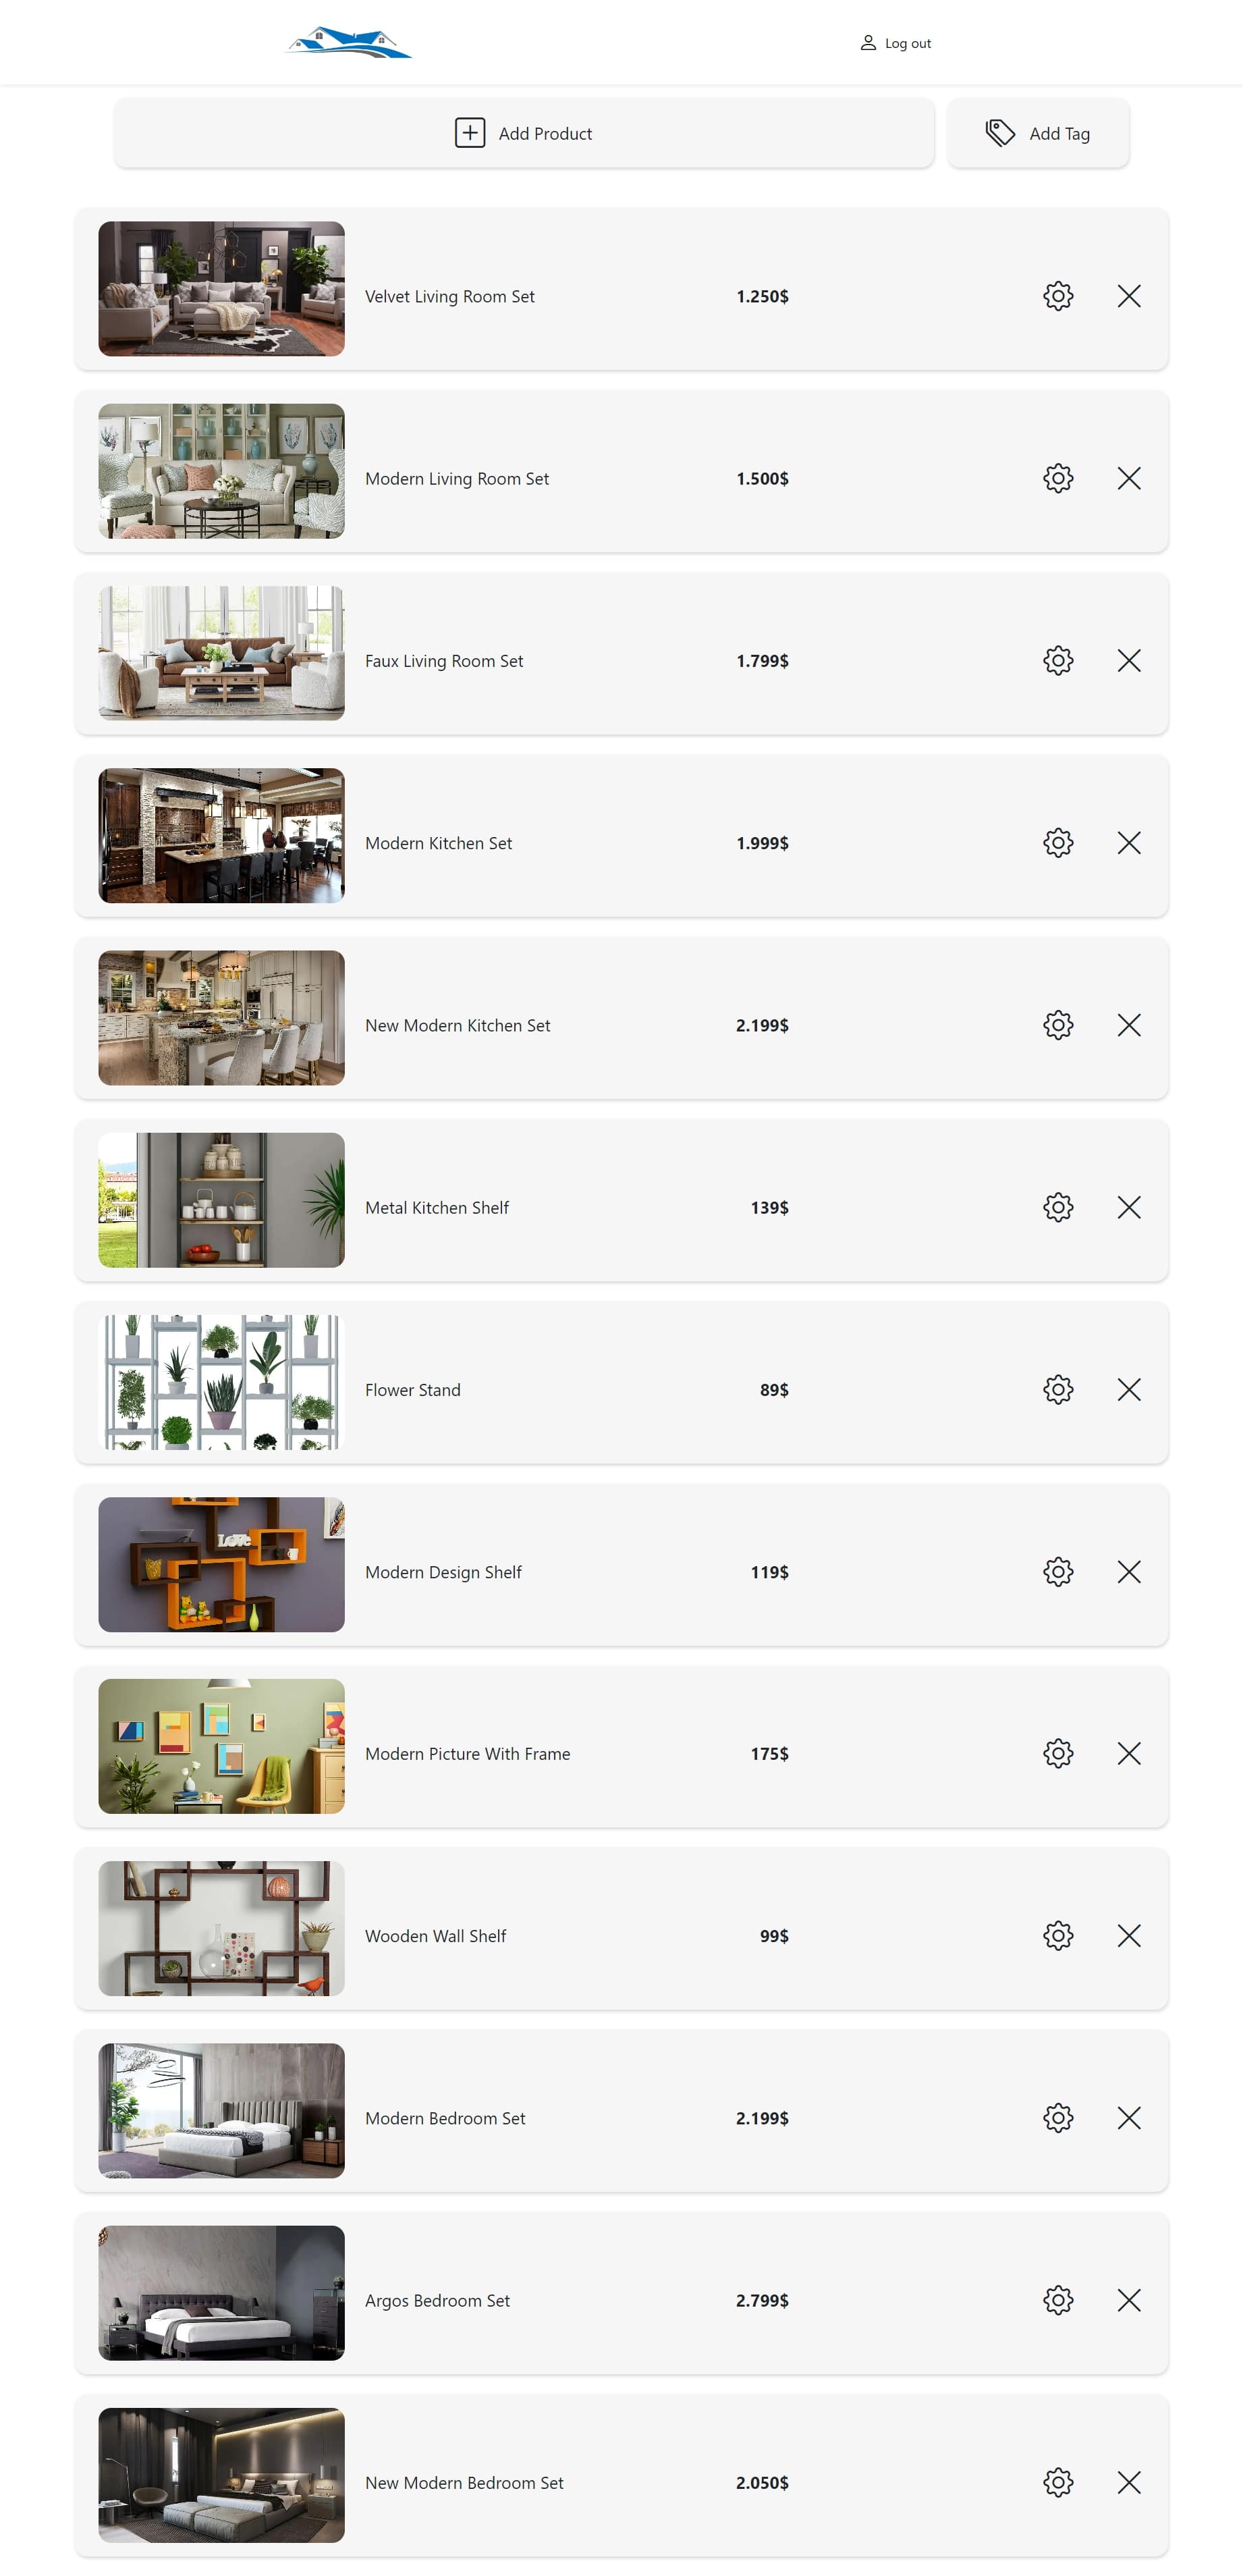 Log out
Add Product
Add Tag
Velvet Living Room Set 1.250$
Modern Living Room Set 1.500$
Faux Living Room Set 1.799$
Modern Kitchen Set 1.999$
New Modern Kitchen Set 2.199$
Metal Kitchen Shelf 139$
Flower Stand 89$
LOVE
Modern Design Shelf 119$
Modern Picture With Frame 175$
Wooden Wall Shelf 99$
Modern Bedroom Set 2.199$
Argos Bedroom Set 2.799$
New Modern Bedroom Set 2.050$